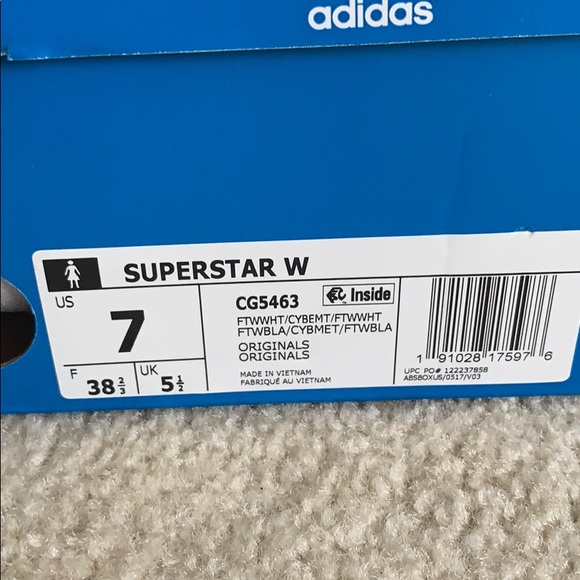 adidas
SUPERSTAR W
US
7
F
38 2/3
UK
5 1/2
CG5463
Inside
FTWWHT/CYBEMT/FTWWHT
FTWBLA/CYBMET/FTWBLA
ORIGINALS
ORIGINALS
MADE IN VIETNAM
FABRIQUÉ AU VIETNAM
1 91028 17597 6
UPC PO# 122237858
ABSBOXUS/0517/V03